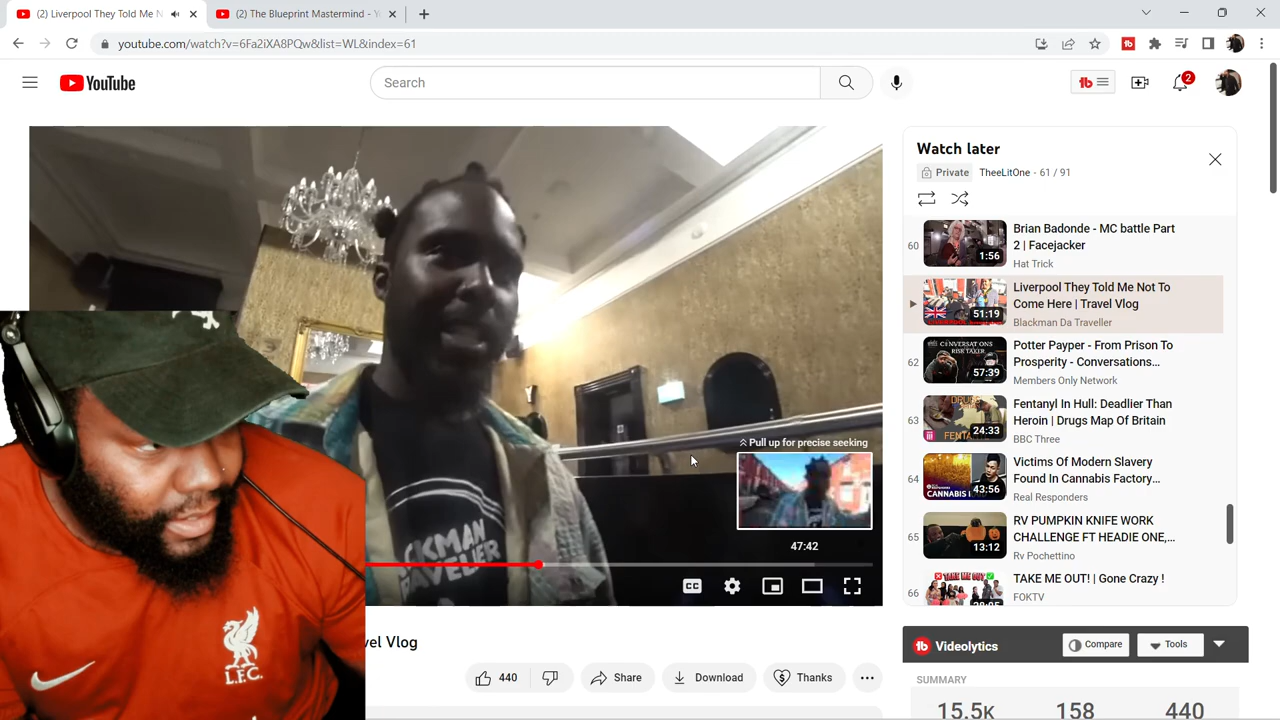 (2) Liverpool They Told Me N
(2) The Blueprint Mastermind - Y
youtube.com/watch?v=6Fa2iXA8PQw&list=WL&index=61
YouTube
Search
tb
2
Watch later
Private
TheeLitOne - 61 / 91
60
Brian Badonde - MC battle Part
2 | Facejacker
1:56
Hat Trick
Liverpool They Told Me Not To
Come Here | Travel Vlog
51:19
Blackman Da Traveller
62
Potter Payper - From Prison To
Prosperity - Conversations...
57:39
Members Only Network
63
Fentanyl In Hull: Deadlier Than
Heroin | Drugs Map Of Britain
24:33
BBC Three
64
Victims Of Modern Slavery
Found In Cannabis Factory...
43:56
Real Responders
65
RV PUMPKIN KNIFE WORK
CHALLENGE FT HEADIE ONE,...
13:12
Rv Pochettino
66
TAKE ME OUT! | Gone Crazy !
FOKTV
Pull up for precise seeking
47:42
CKMAN
RAVELIER
CC
L.F.C.
vel Vlog
440
Share
Download
Thanks
tb Videolytics
Compare
Tools
SUMMARY
15.5K
158
440